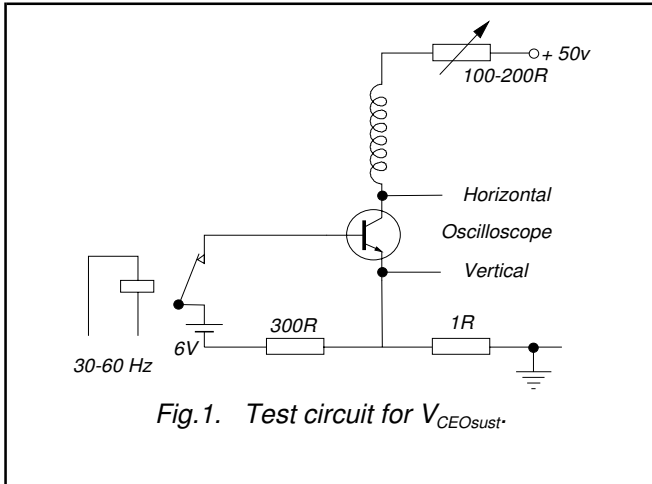 + 50v
100-200R
Horizontal
Oscilloscope
Vertical
300R
1R
6V
30-60 Hz
Fig.1. Test circuit for VCEOsust.